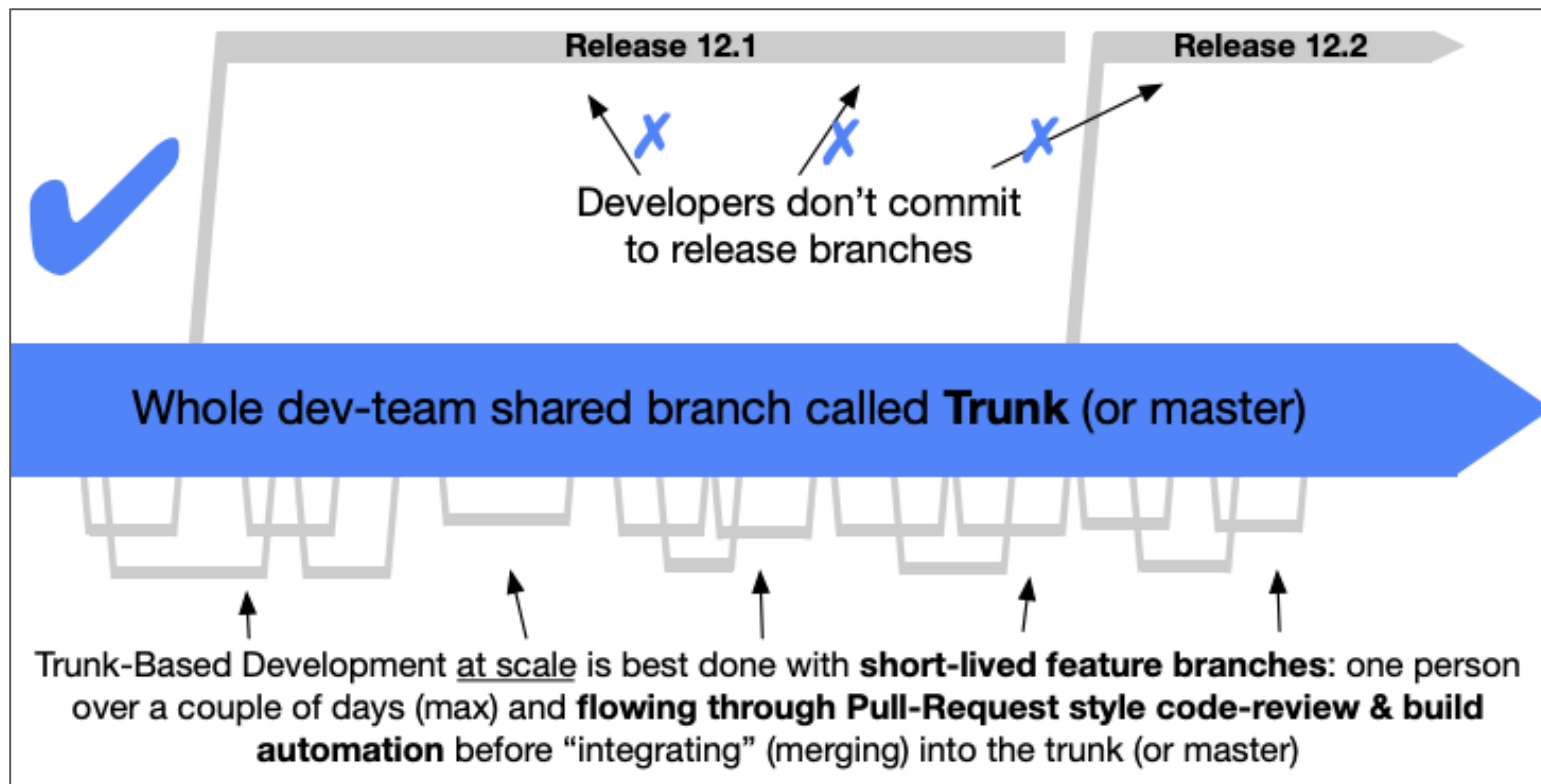 Release 12.1
Release 12.2
Developers don’t commit
to release branches
Whole dev-team shared branch called Trunk (or master)
Trunk-Based Development at scale is best done with short-lived feature branches: one person
over a couple of days (max) and flowing through Pull-Request style code-review & build
automation before “integrating” (merging) into the trunk (or master)